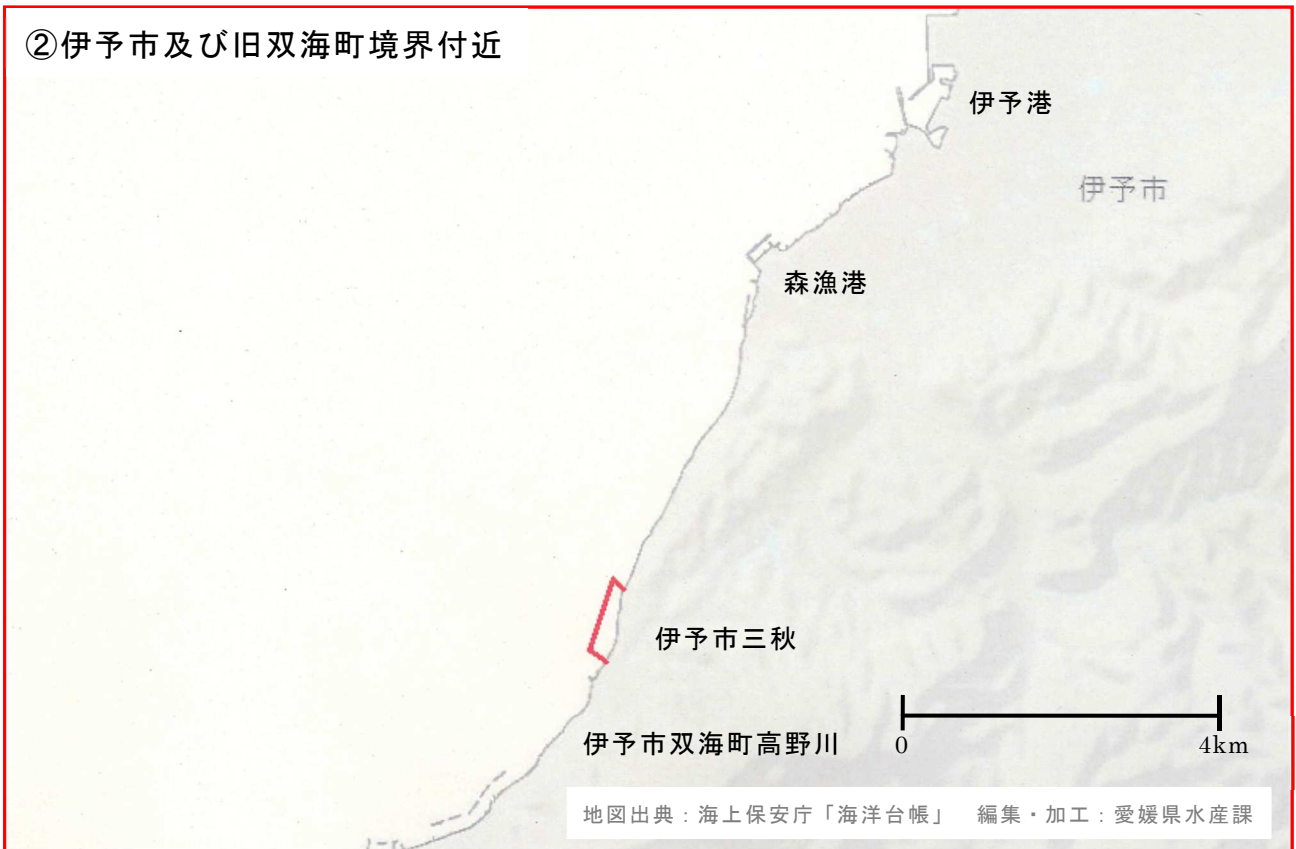 ②伊予市及び旧双海町境界付近
伊予港
伊予市
森漁港
伊予市三秋
伊予市双海町高野川
0 4km
地図出典：海上保安庁「海洋台帳」　編集・加工：愛媛県水産課